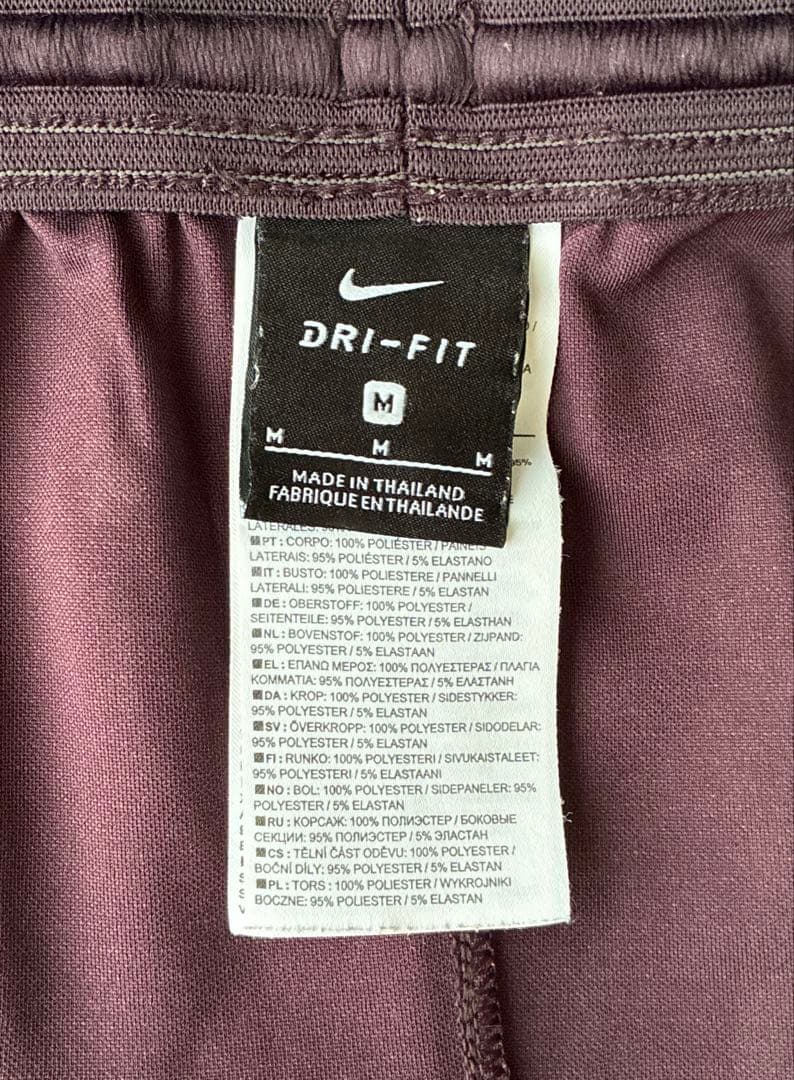 DRI-FIT
M
M M M
MADE IN THAILAND
FABRIQUE EN THAILANDE
95%
LATERALES:
PT : CORPO: 100% POLIÉSTER / PAINEIS
LATERAIS: 95% POLIÉSTER / 5% ELASTANO
IT : BUSTO: 100% POLIESTERE / PANNELLI
LATERALI: 95% POLIESTERE / 5% ELASTAN
DE : OBERSTOFF: 100% POLYESTER /
SEITENTEILE: 95% POLYESTER / 5% ELASTHAN
NL : BOVENSTOF: 100% POLYESTER / ZIJPAND:
95% POLYESTER / 5% ELASTAAN
EL : ΕΠΑΝΩ ΜΕΡΟΣ: 100% ΠΟΛΥΕΣΤΕΡΑΣ / ΠΛΑΓΙΑ
ΚΟΜΜΑΤΙΑ: 95% ΠΟΛΥΕΣΤΕΡΑΣ / 5% ΕΛΑΣΤΑΝΗ
DA : KROP: 100% POLYESTER / SIDESTYKKER:
95% POLYESTER / 5% ELASTAN
SV : ÖVERKROPP: 100% POLYESTER / SIDODELAR:
95% POLYESTER / 5% ELASTAN
FI : RUNKO: 100% POLYESTERI / SIVUKAISTALEET:
95% POLYESTERI / 5% ELASTAANI
NO : BOL: 100% POLYESTER / SIDEPANELER: 95%
POLYESTER / 5% ELASTAN
RU : КОРСАЖ: 100% ПОЛИЭСТЕР / БОКОВЫЕ
СЕКЦИИ: 95% ПОЛИЭСТЕР / 5% ЭЛАСТАН
CS : TĚLNÍ ČÁST ODĚVU: 100% POLYESTER /
BOČNÍ DÍLY: 95% POLYESTER / 5% ELASTAN
PL : TORS : 100% POLYESTER / WYKROJNIKI
BOCZNE: 95% POLYESTER / 5% ELASTAN